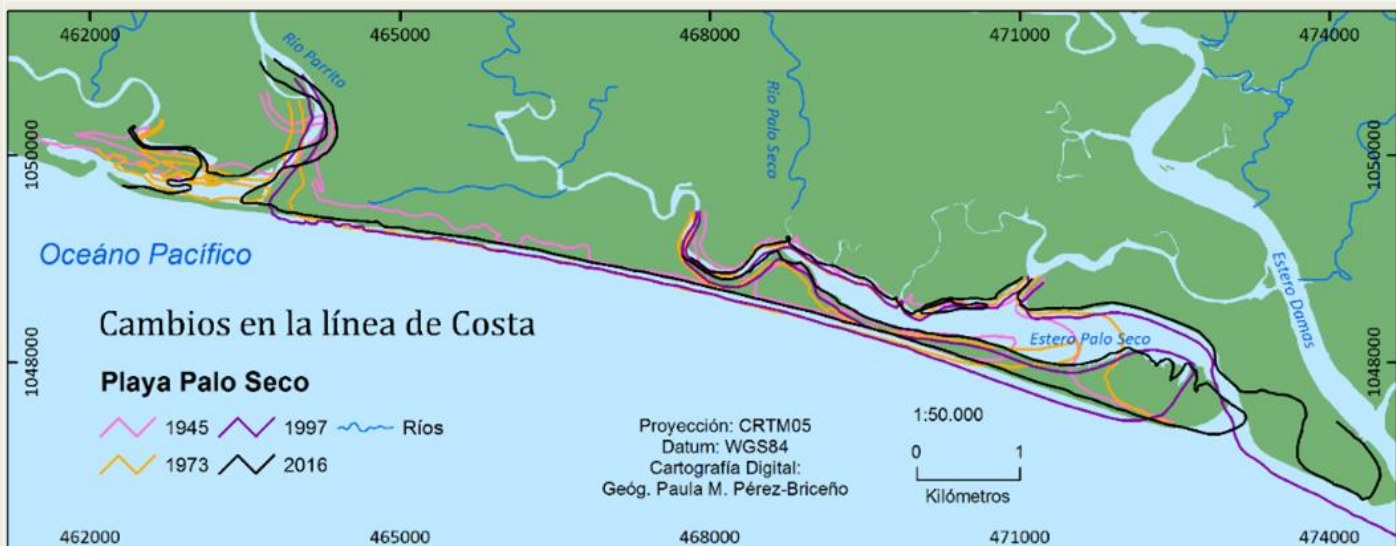 462000 465000 468000 471000 474000
Río Parrita
Río Palo Seco
1050000 1050000
Oceáno Pacífico
Estero Damas
Cambios en la línea de Costa
Estero Palo Seco
1048000 1048000
Playa Palo Seco
1945 1997 Ríos
1973 2016
Proyección: CRTM05
Datum: WGS84
Cartografía Digital:
Geóg. Paula M. Pérez-Briceño
1:50.000
0 1
Kilómetros
462000 465000 468000 471000 474000